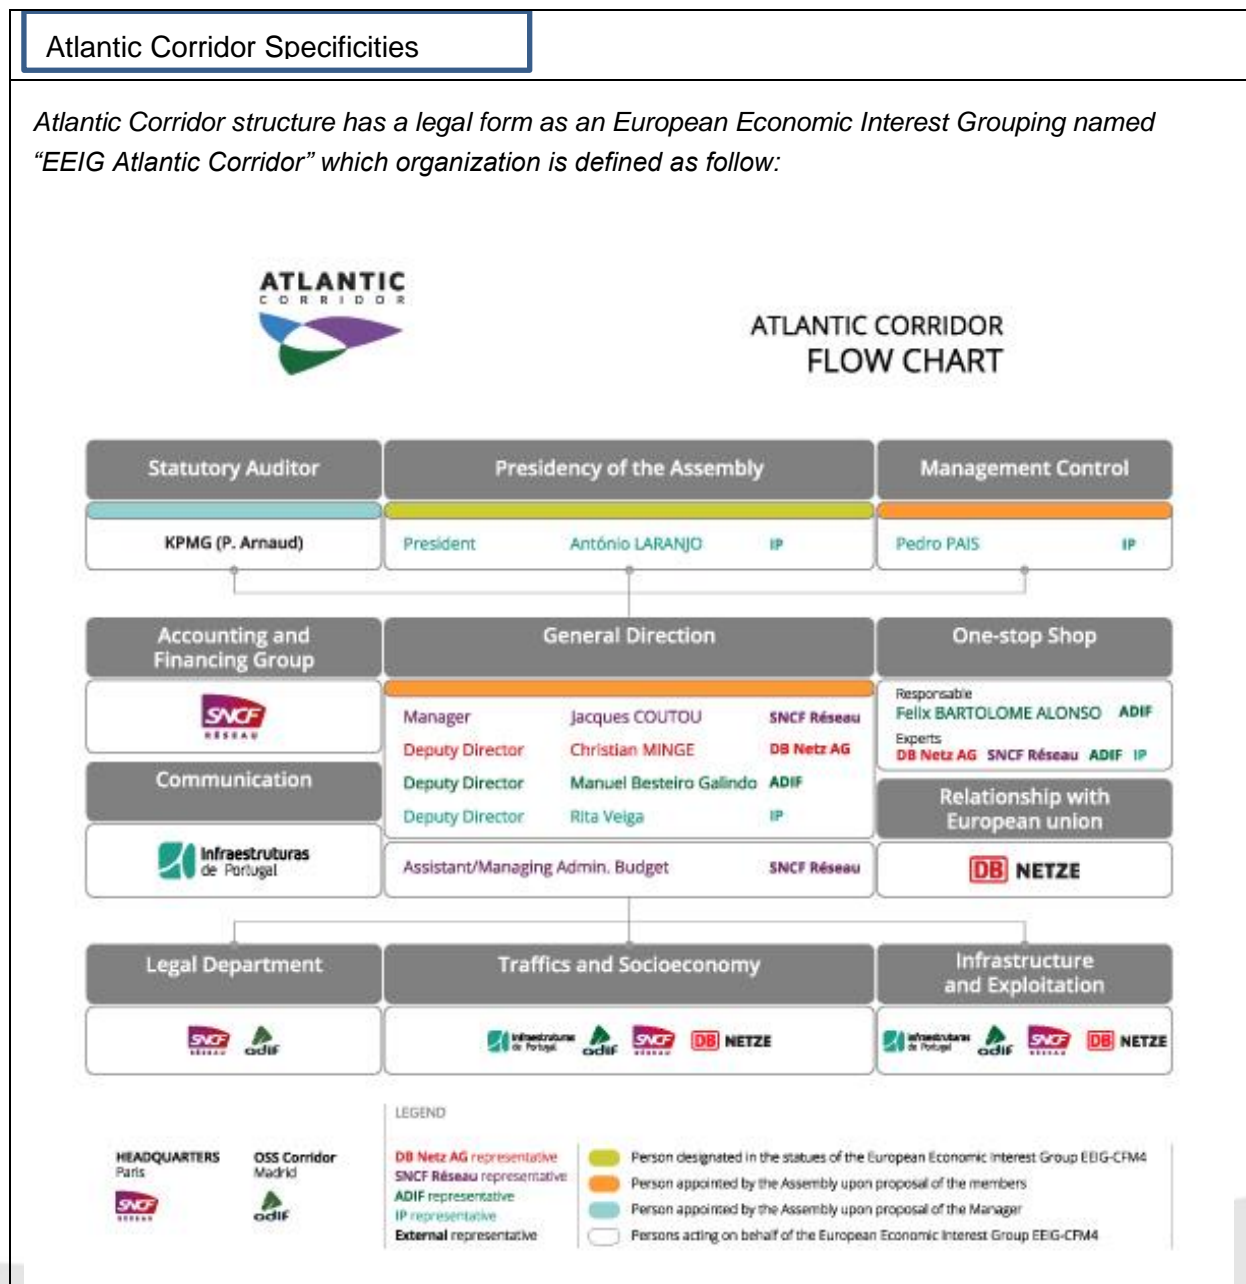 Atlantic Corridor Specificities
Atlantic Corridor structure has a legal form as an European Economic Interest Grouping named
“EEIG Atlantic Corridor” which organization is defined as follow:
ATLANTIC
CORRIDOR
ATLANTIC CORRIDOR
FLOW CHART
Statutory Auditor
KPMG (P. Arnaud)
Presidency of the Assembly
President António LARANJO IP
Management Control
Pedro PAIS IP
Accounting and
Financing Group
SNCF
RÉSEAU
Communication
Infraestruturas
de Portugal
General Direction
Manager Jacques COUTOU SNCF Réseau
Deputy Director Christian MINGE DB Netz AG
Deputy Director Manuel Besteiro Galindo ADIF
Deputy Director Rita Veiga IP
Assistant/Managing Admin. Budget SNCF Réseau
One-stop Shop
Responsable
Felix BARTOLOME ALONSO ADIF
Experts
DB Netz AG SNCF Réseau ADIF IP
Relationship with
European union
DB NETZE
Legal Department
SNCF RÉSEAU adif
Traffics and Socioeconomy
Infraestruturas de Portugal adif SNCF RÉSEAU DB NETZE
Infrastructure
and Exploitation
Infraestruturas de Portugal adif SNCF RÉSEAU DB NETZE
HEADQUARTERS
Paris
SNCF
RÉSEAU
OSS Corridor
Madrid
adif
LEGEND
DB Netz AG representative
SNCF Réseau representative
ADIF representative
IP representative
External representative
Person designated in the statues of the European Economic Interest Group EEIG-CFM4
Person appointed by the Assembly upon proposal of the members
Person appointed by the Assembly upon proposal of the Manager
Persons acting on behalf of the European Economic Interest Group EEIG-CFM4